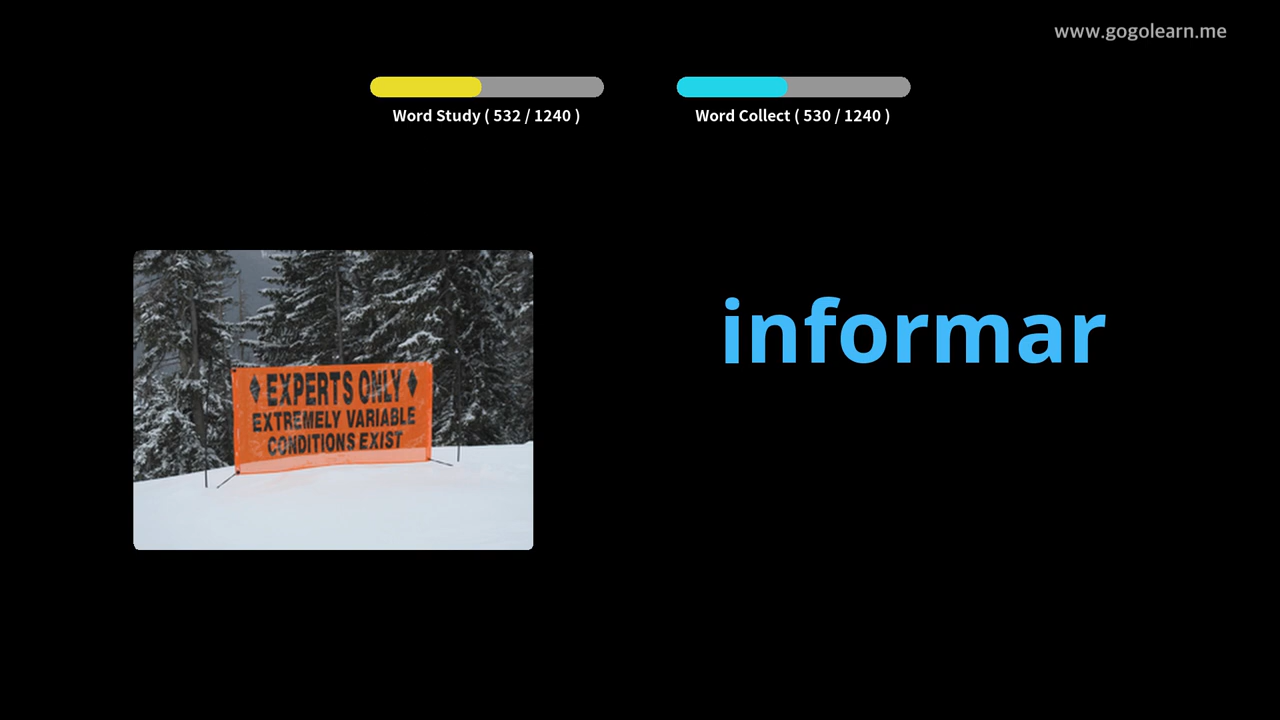 www.gogolearn.me
Word Study ( 532 / 1240 )
Word Collect ( 530 / 1240 )
informar
EXPERTS ONLY
EXTREMELY VARIABLE
CONDITIONS EXIST